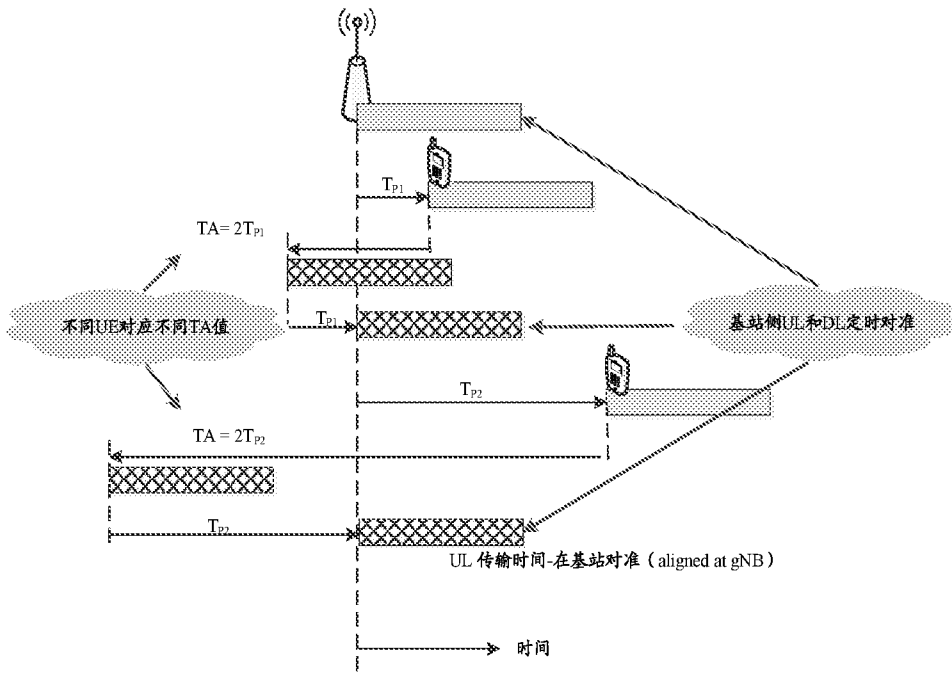 T_P1
TA= 2T_P1
不同UE对应不同TA值
T_P1
基站侧UL和DL定时对准
T_P2
TA = 2T_P2
T_P2
UL 传输时间-在基站对准（aligned at gNB）
时间